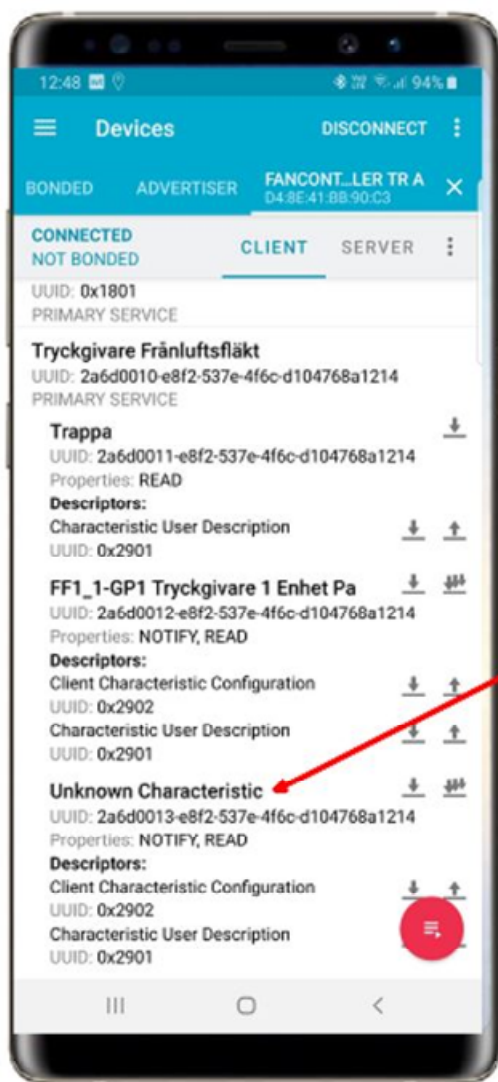 12:48 94%
Devices DISCONNECT
BONDED ADVERTISER FANCONT...LER TR A
D4:8E:41:BB:90:C3
CONNECTED
NOT BONDED
CLIENT SERVER
UUID: 0x1801
PRIMARY SERVICE
Tryckgivare Frånluftsfläkt
UUID: 2a6d0010-e8f2-537e-4f6c-d104768a1214
PRIMARY SERVICE
Trappa
UUID: 2a6d0011-e8f2-537e-4f6c-d104768a1214
Properties: READ
Descriptors:
Characteristic User Description
UUID: 0x2901
FF1_1-GP1 Tryckgivare 1 Enhet Pa
UUID: 2a6d0012-e8f2-537e-4f6c-d104768a1214
Properties: NOTIFY, READ
Descriptors:
Client Characteristic Configuration
UUID: 0x2902
Characteristic User Description
UUID: 0x2901
Unknown Characteristic
UUID: 2a6d0013-e8f2-537e-4f6c-d104768a1214
Properties: NOTIFY, READ
Descriptors:
Client Characteristic Configuration
UUID: 0x2902
Characteristic User Description
UUID: 0x2901